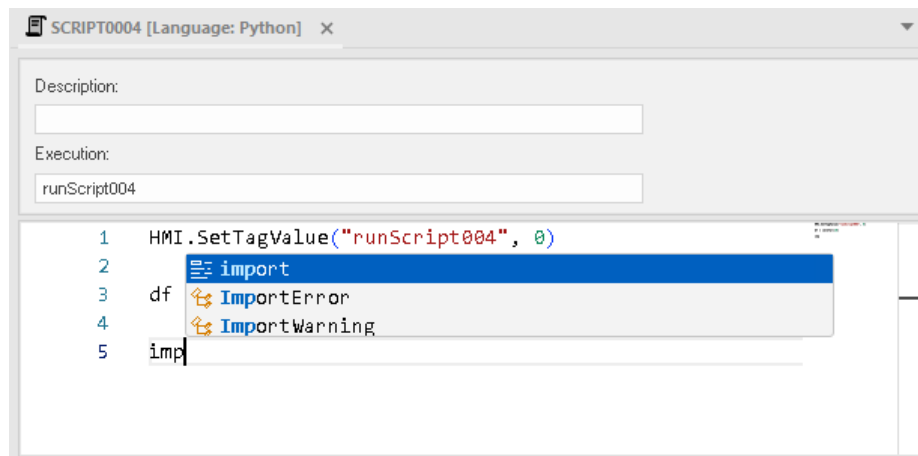 SCRIPT0004 [Language: Python]
Description:
Execution:
runScript004
1 HMI.SetTagValue("runScript004", 0)
2 import
3 df ImportError
4 ImportWarning
5 imp